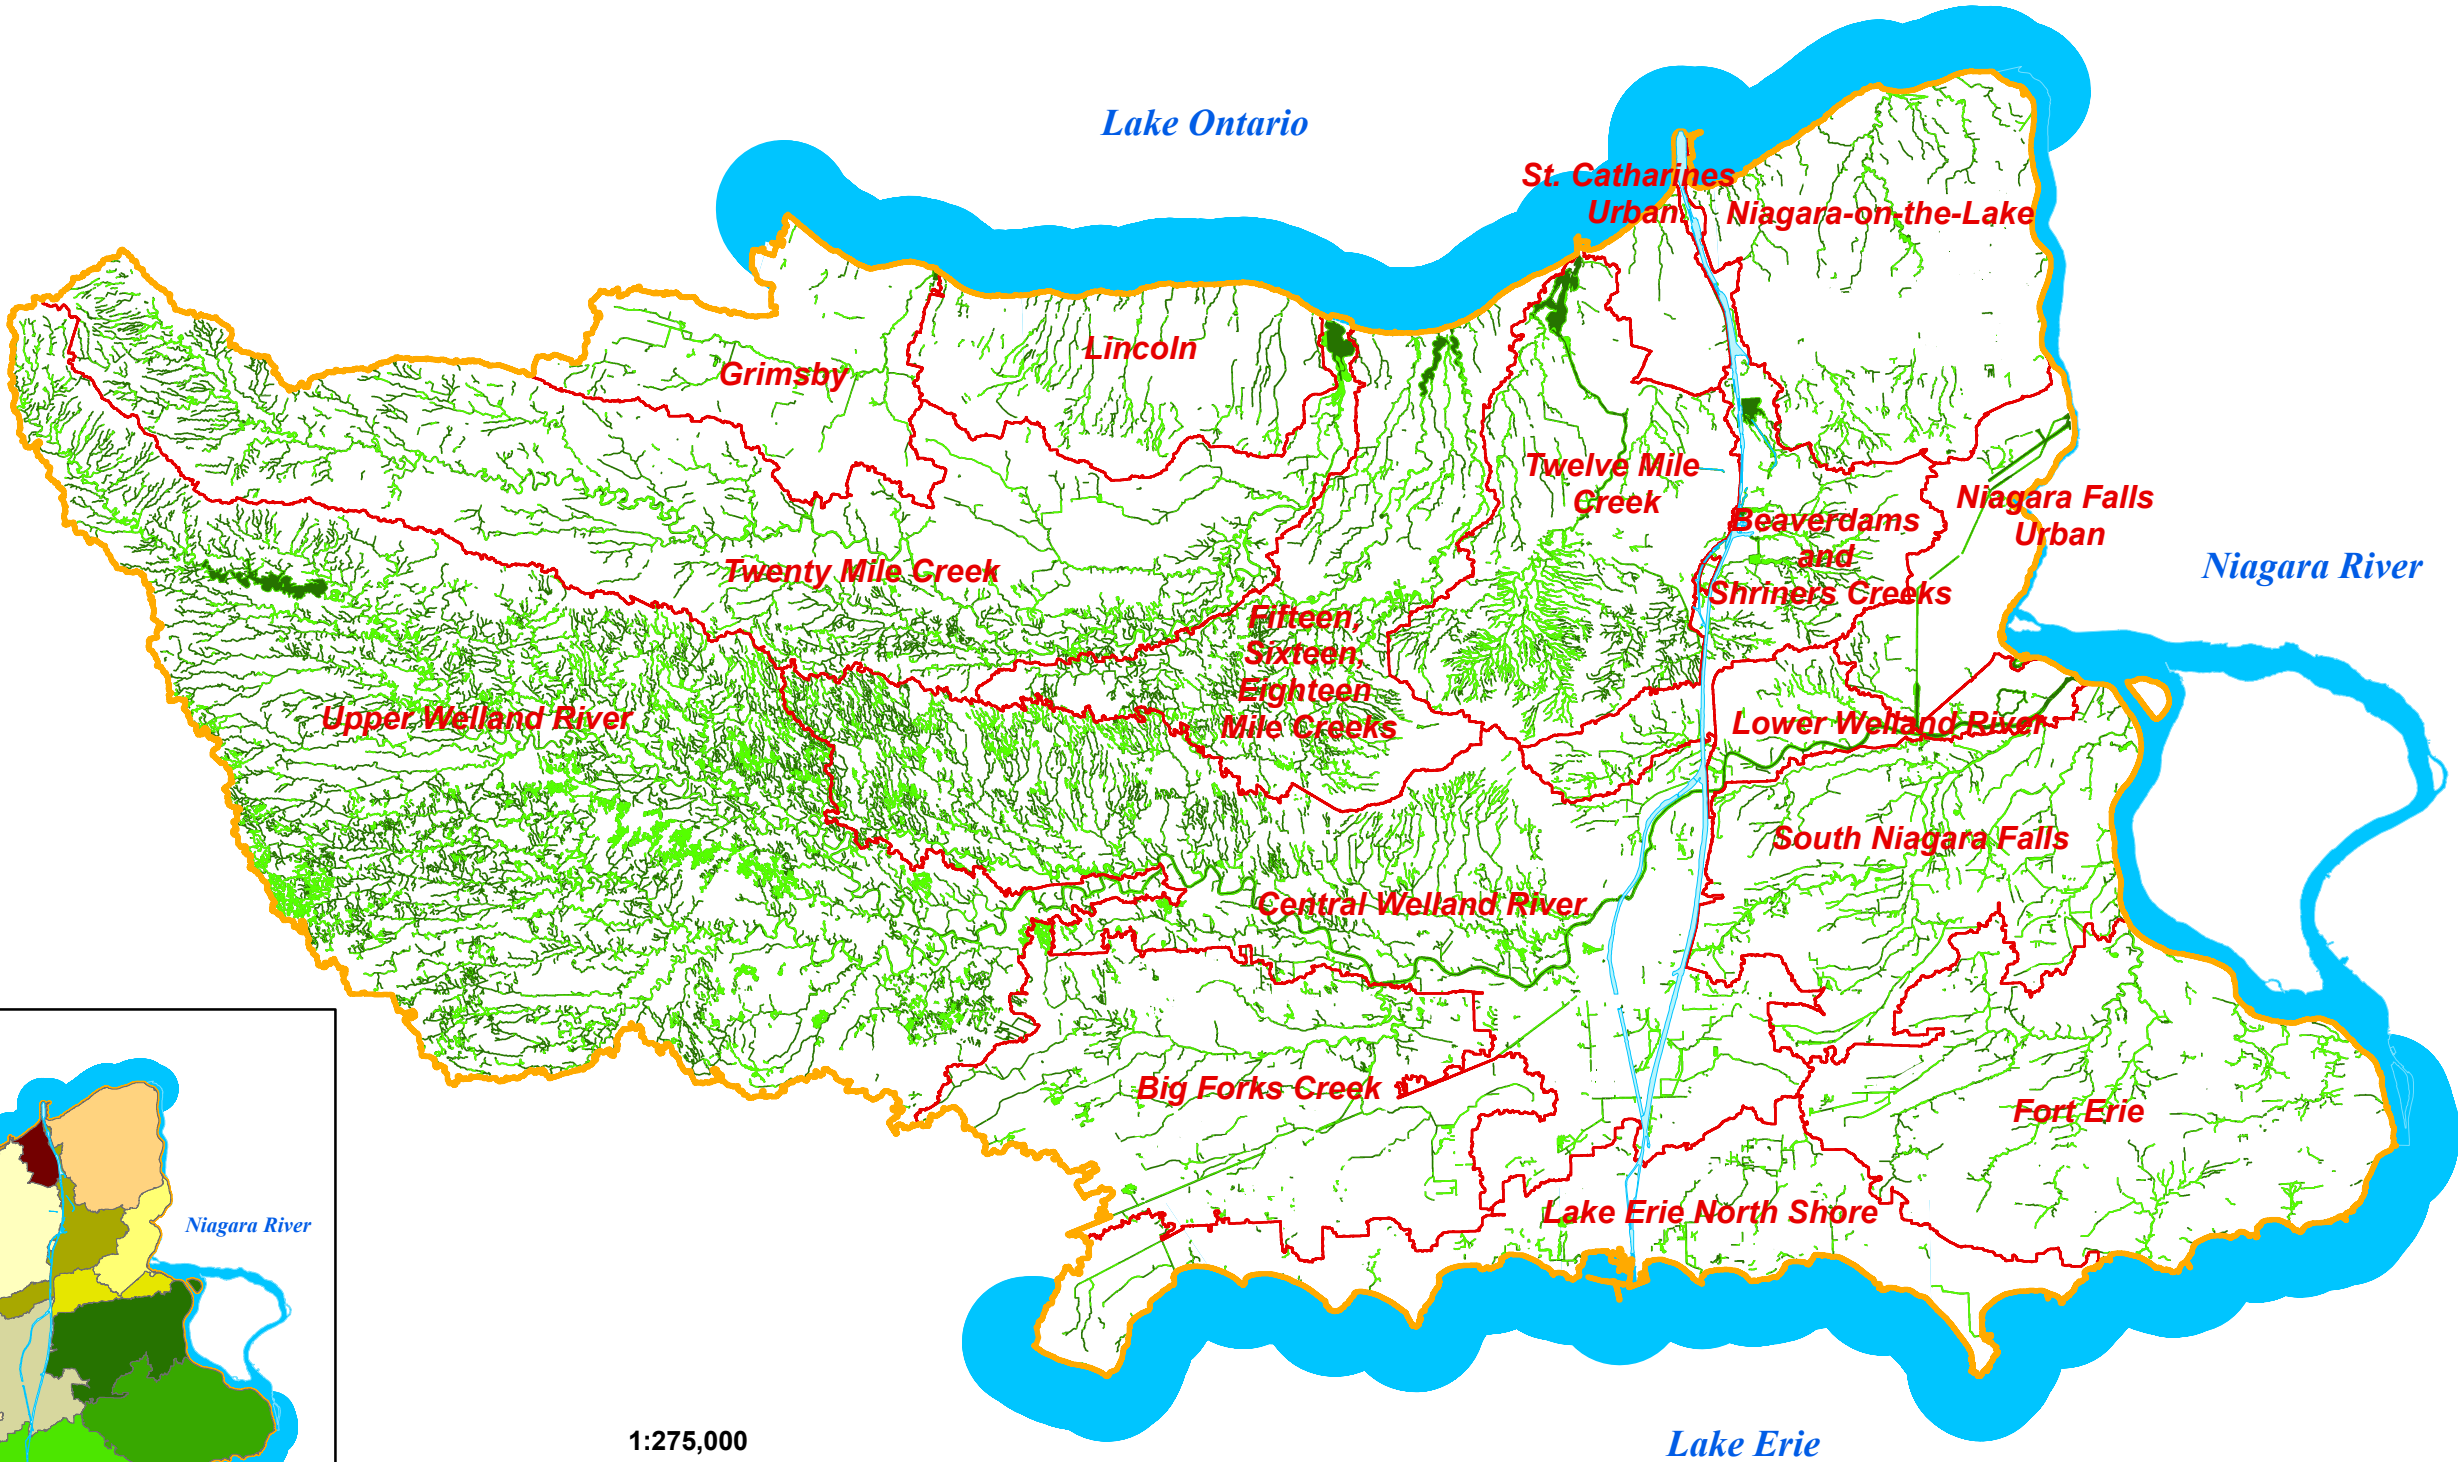 Lake Ontario
St. Catharines
Urban
Niagara-on-the-Lake
Lincoln
Grimsby
Twelve Mile
Creek
Niagara Falls
Urban
Beaverdams
and
Shriners Creeks
Niagara River
Twenty Mile Creek
Fifteen,
Sixteen,
Eighteen
Mile Creeks
Upper Welland River
Lower Welland River
South Niagara Falls
Central Welland River
Big Forks Creek
Fort Erie
Lake Erie North Shore
Niagara River
1:275,000
Lake Erie